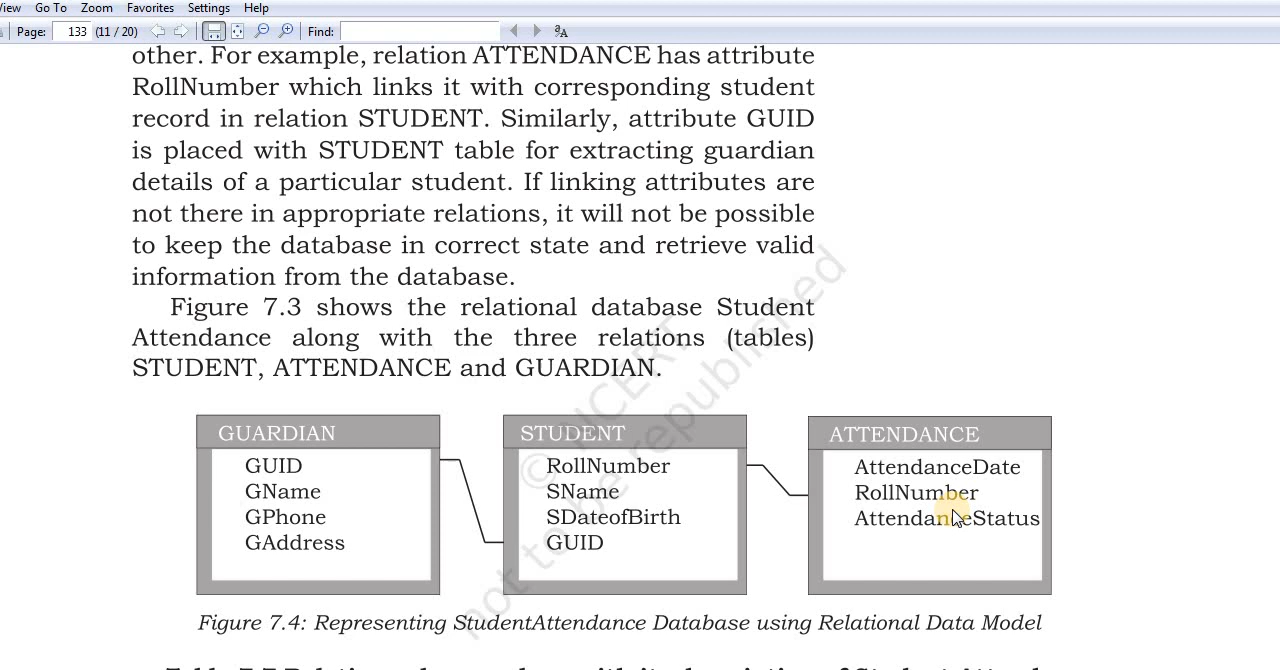 View Go To Zoom Favorites Settings Help
Page: 133 (11 / 20) Find:
other. For example, relation ATTENDANCE has attribute
RollNumber which links it with corresponding student
record in relation STUDENT. Similarly, attribute GUID
is placed with STUDENT table for extracting guardian
details of a particular student. If linking attributes are
not there in appropriate relations, it will not be possible
to keep the database in correct state and retrieve valid
information from the database.
Figure 7.3 shows the relational database Student
Attendance along with the three relations (tables)
STUDENT, ATTENDANCE and GUARDIAN.
© NCERT
not to be republished
GUARDIAN
GUID
GName
GPhone
GAddress
STUDENT
RollNumber
SName
SDateofBirth
GUID
ATTENDANCE
AttendanceDate
RollNumber
AttendanceStatus
Figure 7.4: Representing StudentAttendance Database using Relational Data Model